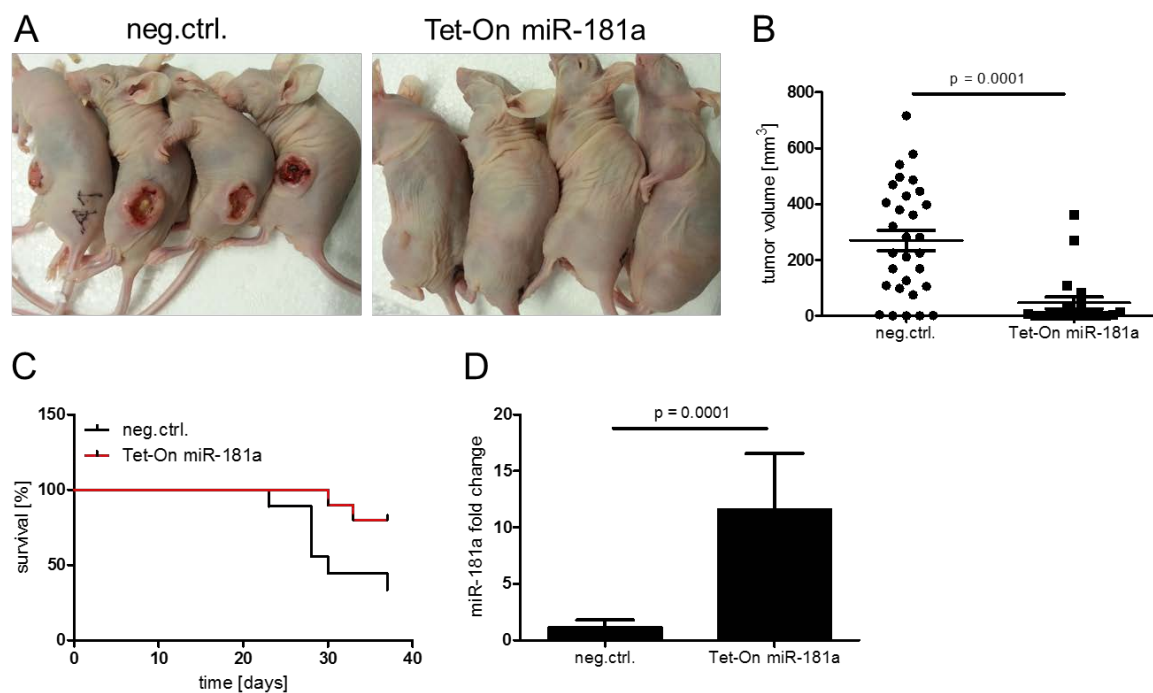 A
neg.ctrl.
Tet-On miR-181a
A1
B
p = 0.0001
tumor volume [mm³]
800
600
400
200
0
neg.ctrl.
Tet-On miR-181a
C
150
100
50
0
survival [%]
neg.ctrl.
Tet-On miR-181a
0
10
20
30
40
time [days]
D
p = 0.0001
miR-181a fold change
20
15
10
5
0
neg.ctrl.
Tet-On miR-181a